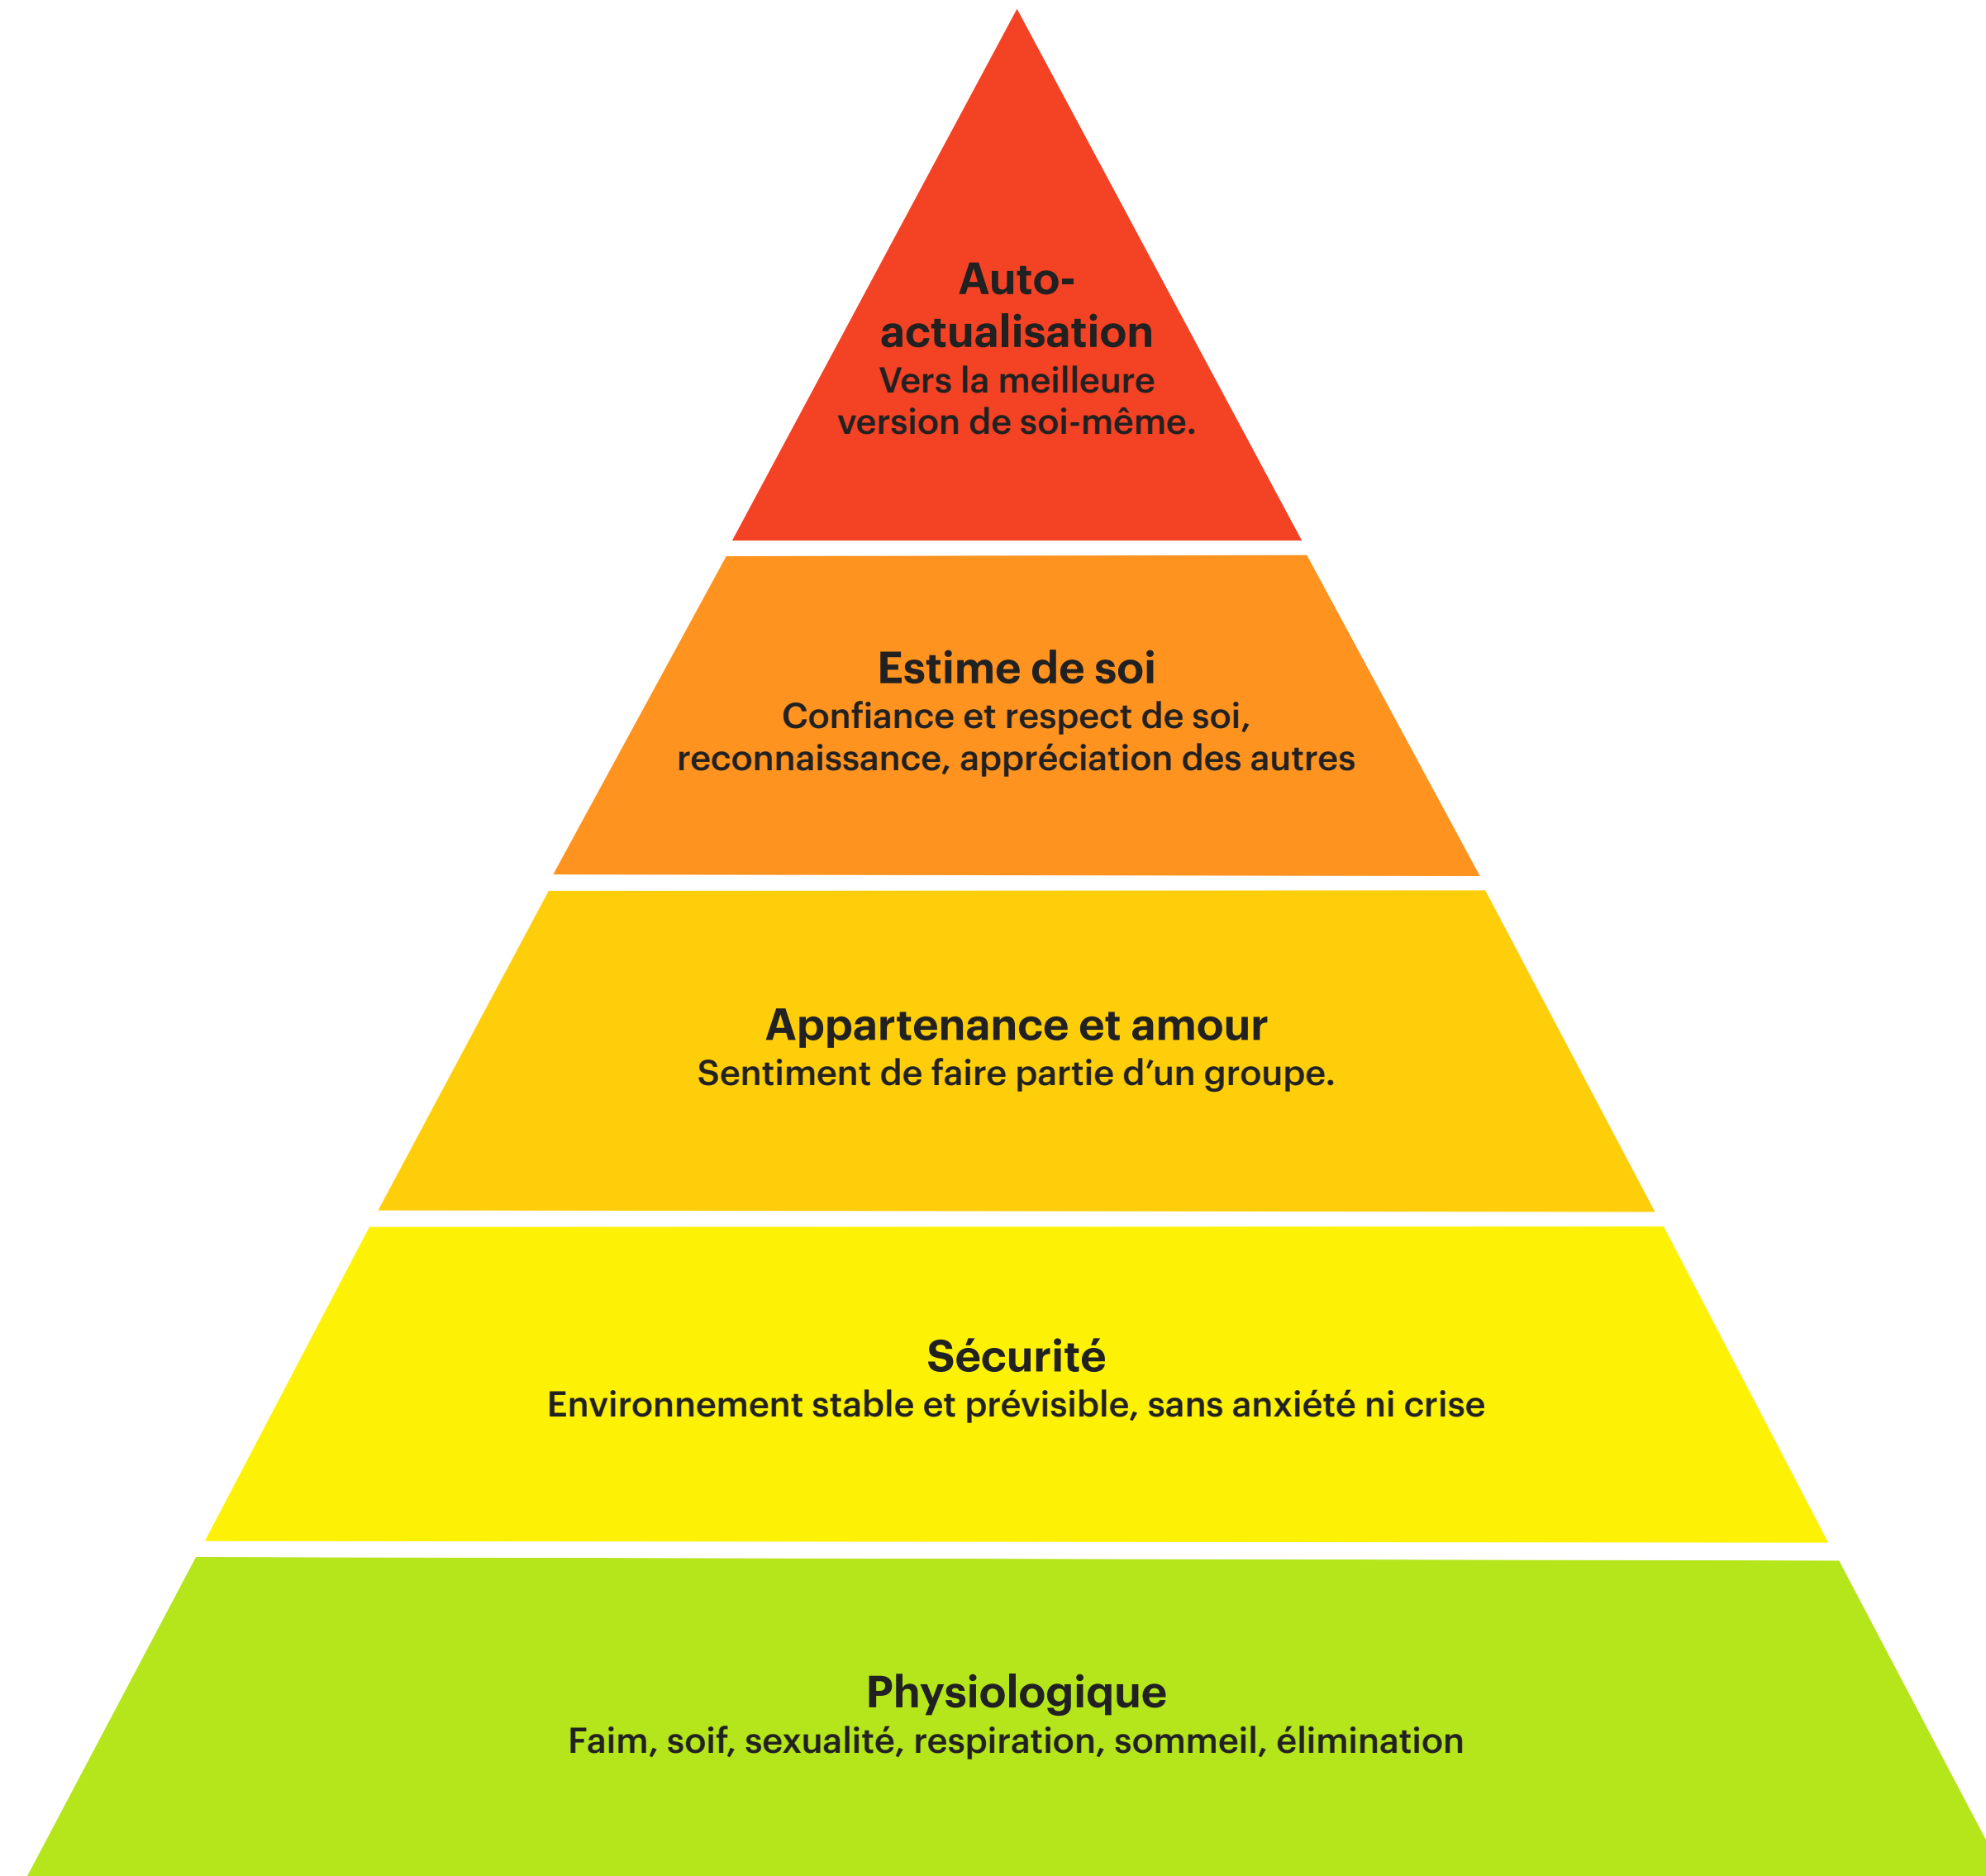 Auto-
actualisation
Vers la meilleure
version de soi-même.
Estime de soi
Confiance et respect de soi,
reconnaissance, appréciation des autres
Appartenance et amour
Sentiment de faire partie d’un groupe.
Sécurité
Environnement stable et prévisible, sans anxiété ni crise
Physiologique
Faim, soif, sexualité, respiration, sommeil, élimination